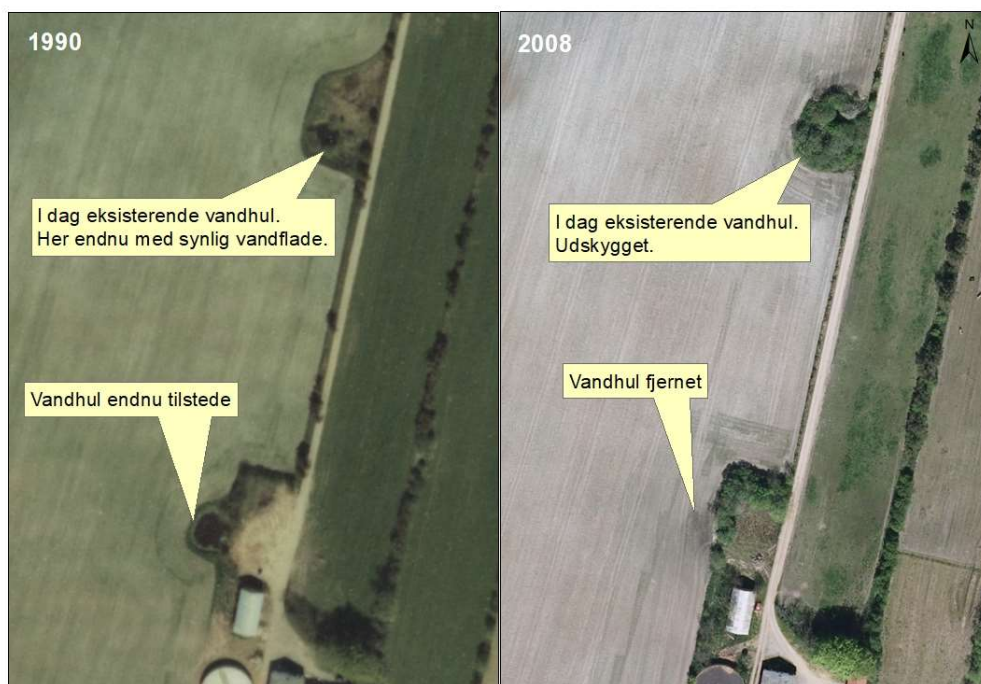 1990
I dag eksisterende vandhul.
Her endnu med synlig vandflade.
Vandhul endnu tilstede
2008
N
I dag eksisterende vandhul.
Udskygget.
Vandhul fjernet